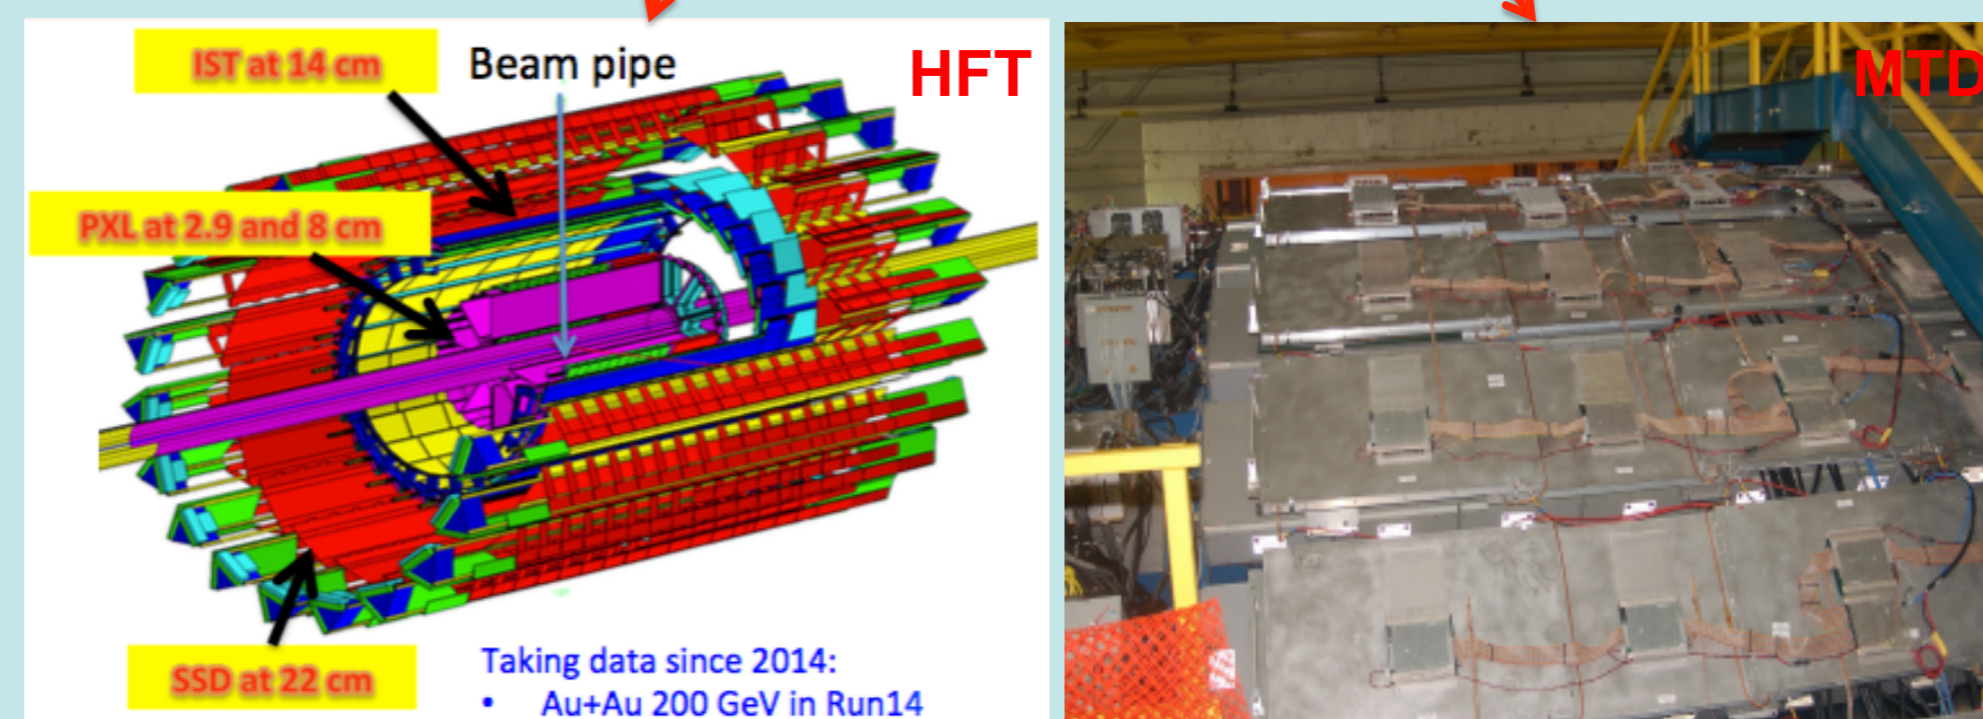 IST at 14 cm
Beam pipe
HFT
PXL at 2.9 and 8 cm
SSD at 22 cm
Taking data since 2014:
• Au+Au 200 GeV in Run14
MTD